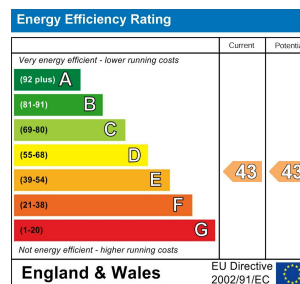 Energy Efficiency Rating
Current Potentia
Very energy efficient - lower running costs
(92 plus) A
(81-91) B
(69-80) C
(55-68) D
(39-54) E 43 43
(21-38) F
(1-20) G
Not energy efficient - higher running costs
England & Wales
EU Directive
2002/91/EC